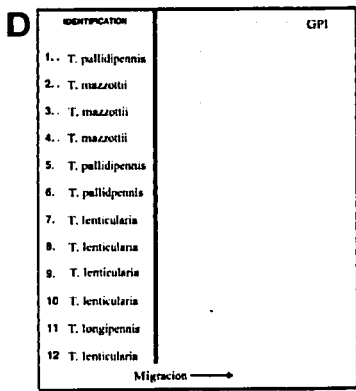 D
IDENTIFICATION GPI
1.. T. pallidipennis
2.. T. mazzottii
3.. T. mazzottii
4.. T. mazzottii
5. T. pallidipennis
6. T. pallidpennis
7. T. lenticularia
8. T. lenticularia
9. T. lenticularia
10 T. lenticularia
11 T. longipennis
12 T. lenticularia
Migracion